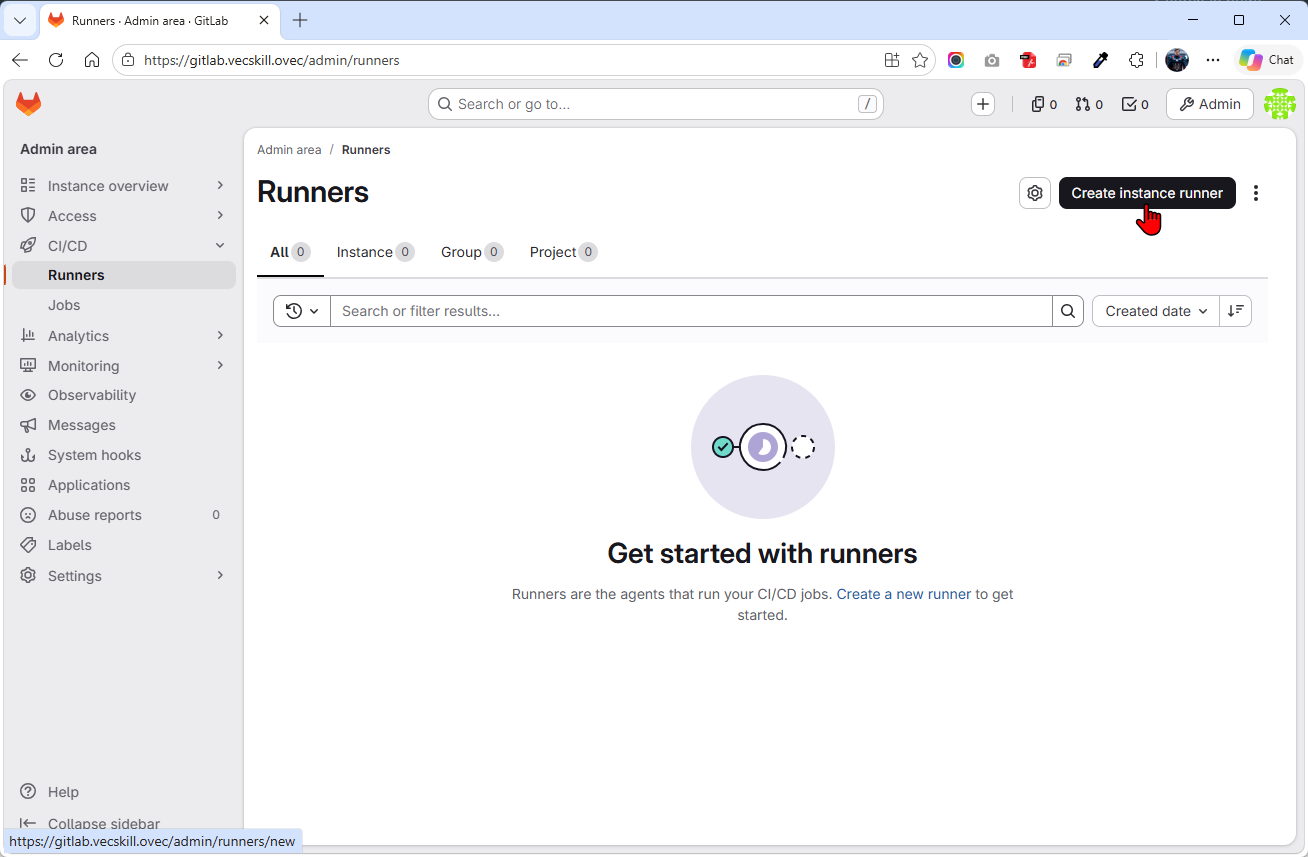 Runners · Admin area · GitLab
https://gitlab.vecskill.ovec/admin/runners
Chat
Search or go to...
/
0
0
0
Admin
Admin area
Instance overview
Access
CI/CD
Runners
Jobs
Analytics
Monitoring
Observability
Messages
System hooks
Applications
Abuse reports 0
Labels
Settings
Help
Collapse sidebar
https://gitlab.vecskill.ovec/admin/runners/new
Admin area / Runners
Runners
Create instance runner
All 0 Instance 0 Group 0 Project 0
Search or filter results...
Created date
Get started with runners
Runners are the agents that run your CI/CD jobs. Create a new runner to get
started.